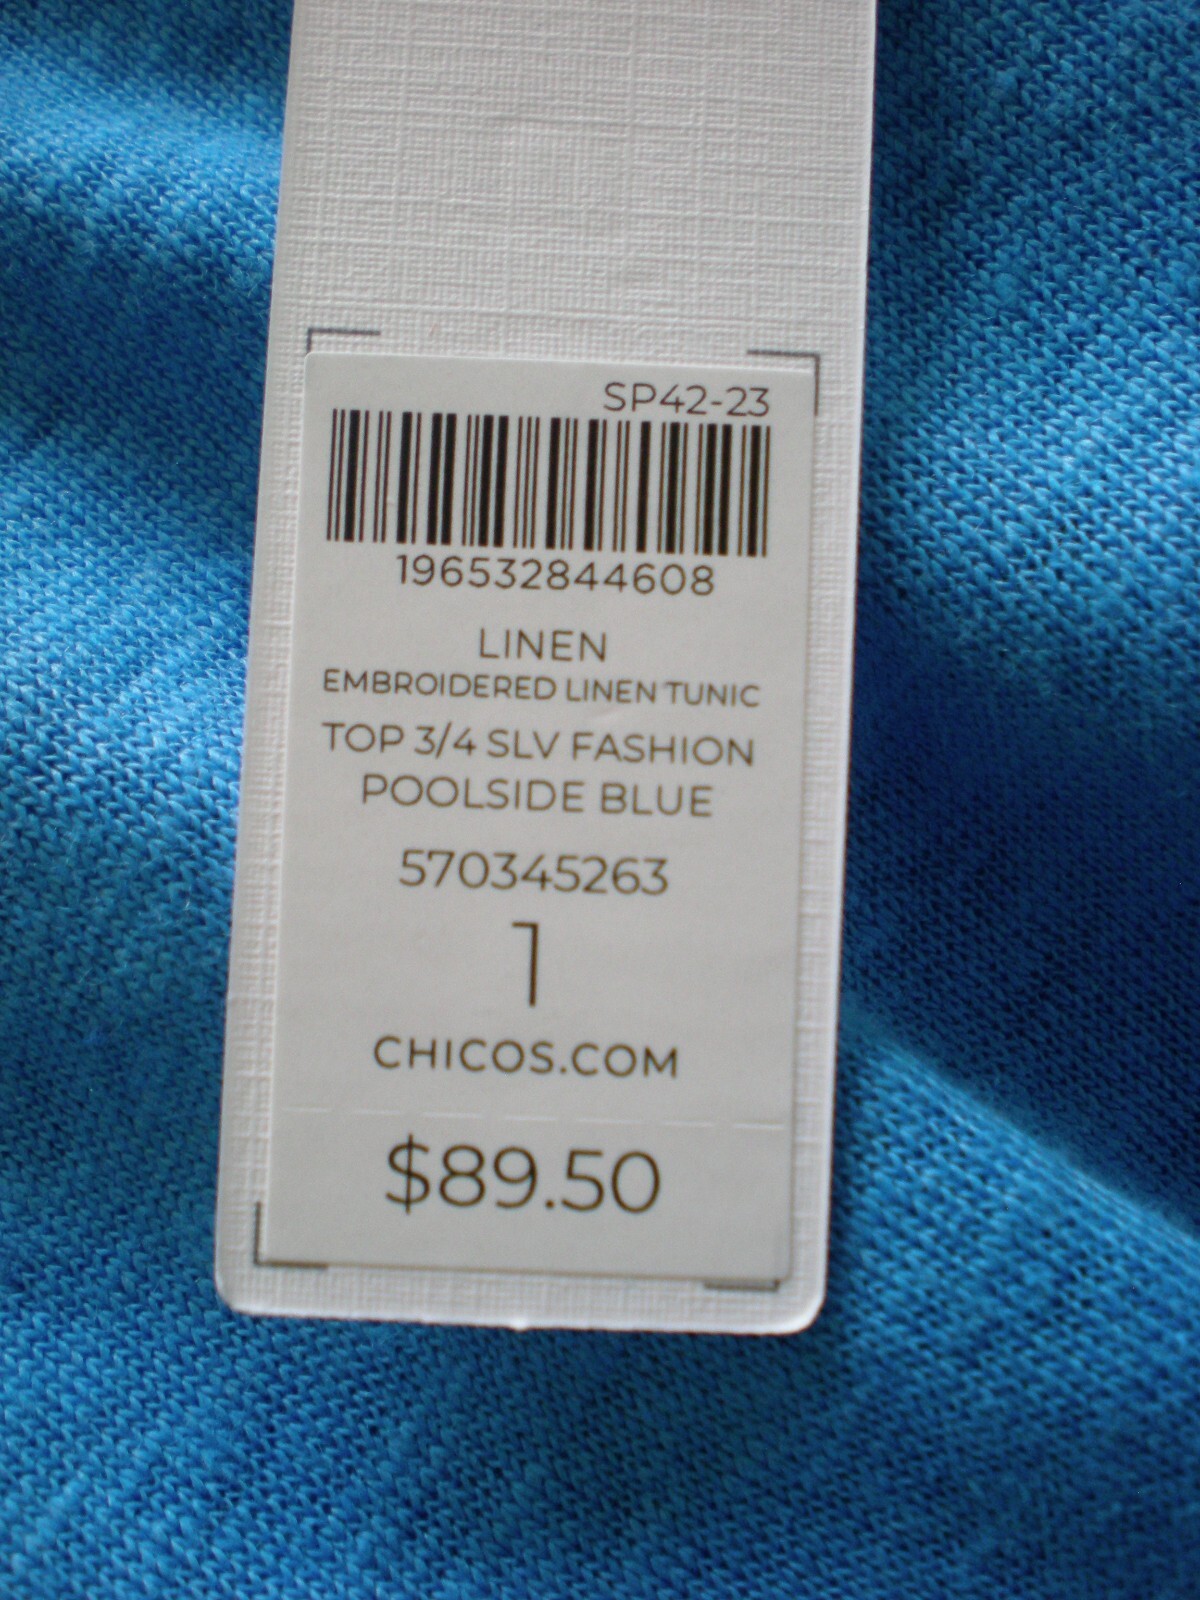 SP42-23
196532844608
LINEN
EMBROIDERED LINEN TUNIC
TOP 3/4 SLV FASHION
POOLSIDE BLUE
570345263
1
CHICOS.COM
$89.50